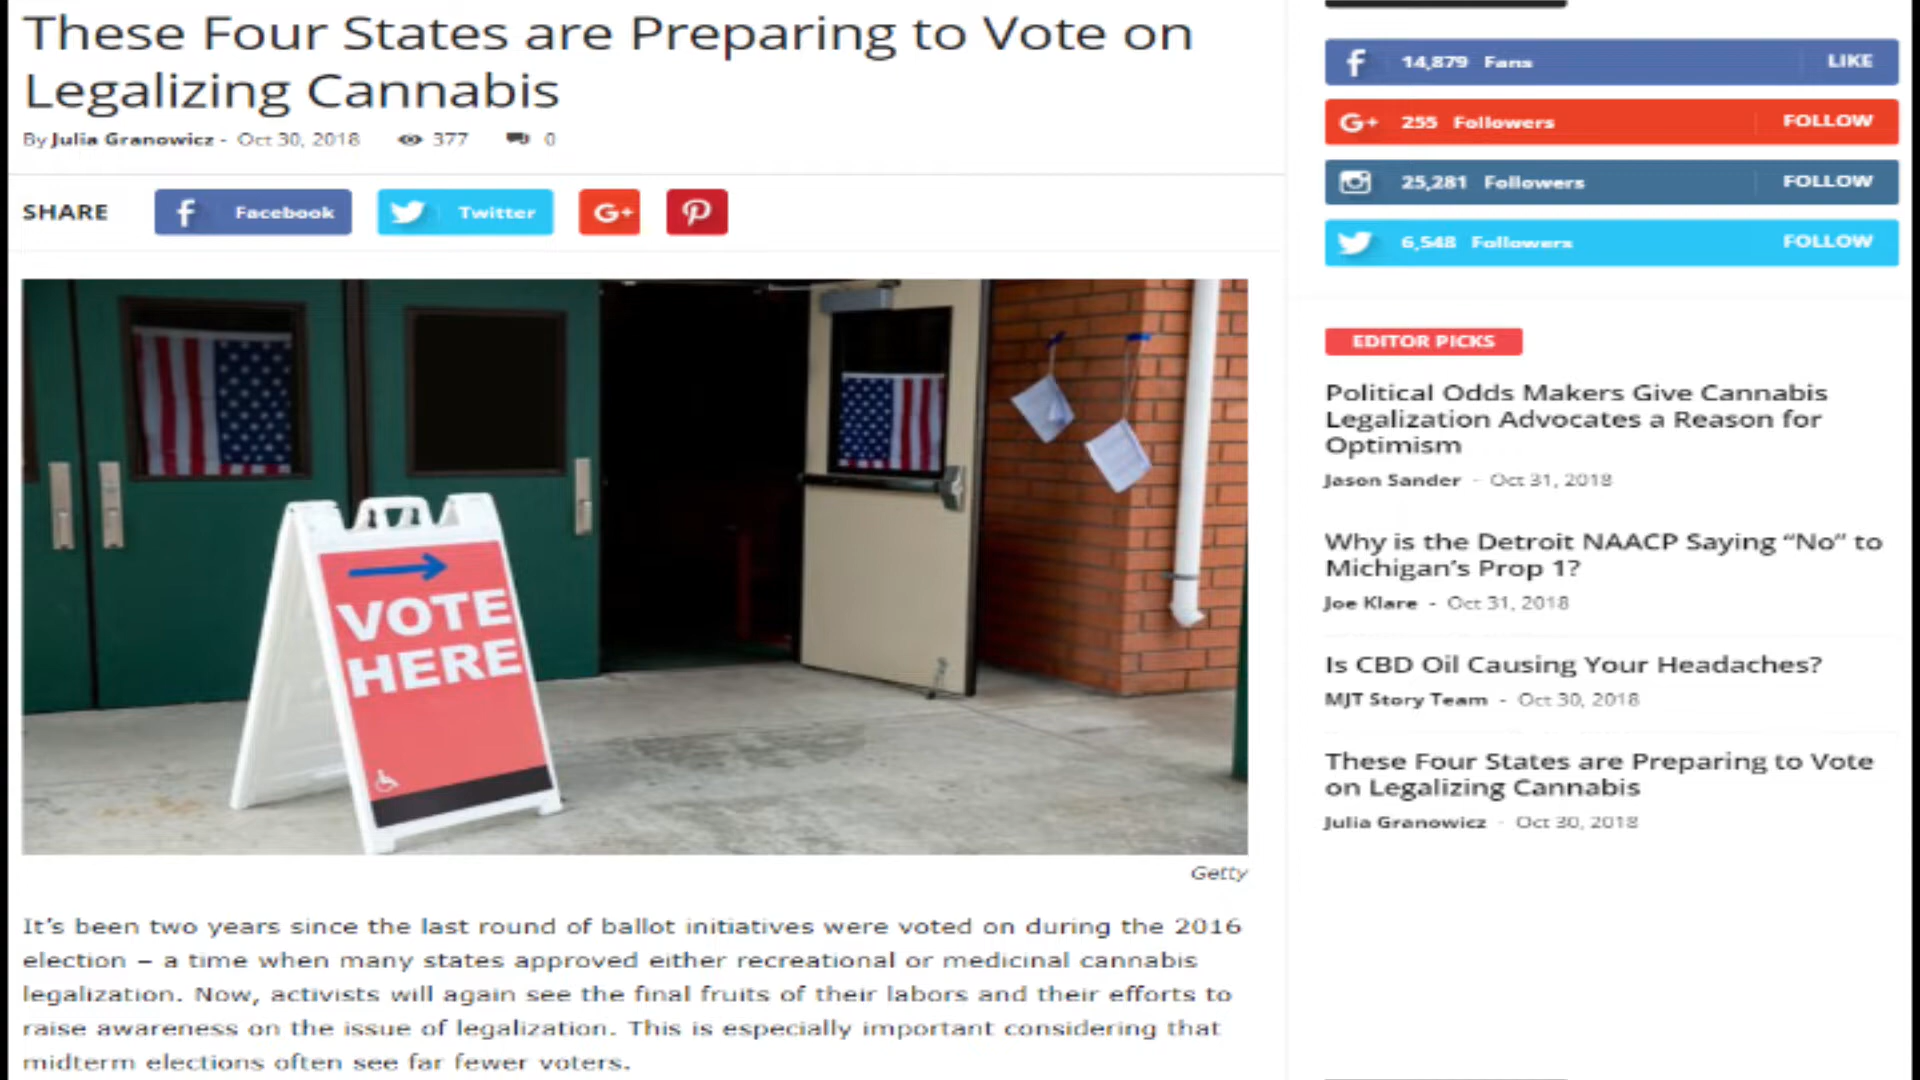 These Four States are Preparing to Vote on
Legalizing Cannabis
By Julia Granowicz - Oct 30, 2018 377 0
SHARE Facebook Twitter G+
VOTE
HERE
Getty
It's been two years since the last round of ballot initiatives were voted on during the 2016
election – a time when many states approved either recreational or medicinal cannabis
legalization. Now, activists will again see the final fruits of their labors and their efforts to
raise awareness on the issue of legalization. This is especially important considering that
midterm elections often see far fewer voters.
14,879 Fans LIKE
G+ 255 Followers FOLLOW
25,281 Followers FOLLOW
6,548 Followers FOLLOW
EDITOR PICKS
Political Odds Makers Give Cannabis
Legalization Advocates a Reason for
Optimism
Jason Sander - Oct 31, 2018
Why is the Detroit NAACP Saying “No” to
Michigan's Prop 1?
Joe Klare - Oct 31, 2018
Is CBD Oil Causing Your Headaches?
MJT Story Team - Oct 30, 2018
These Four States are Preparing to Vote
on Legalizing Cannabis
Julia Granowicz - Oct 30, 2018